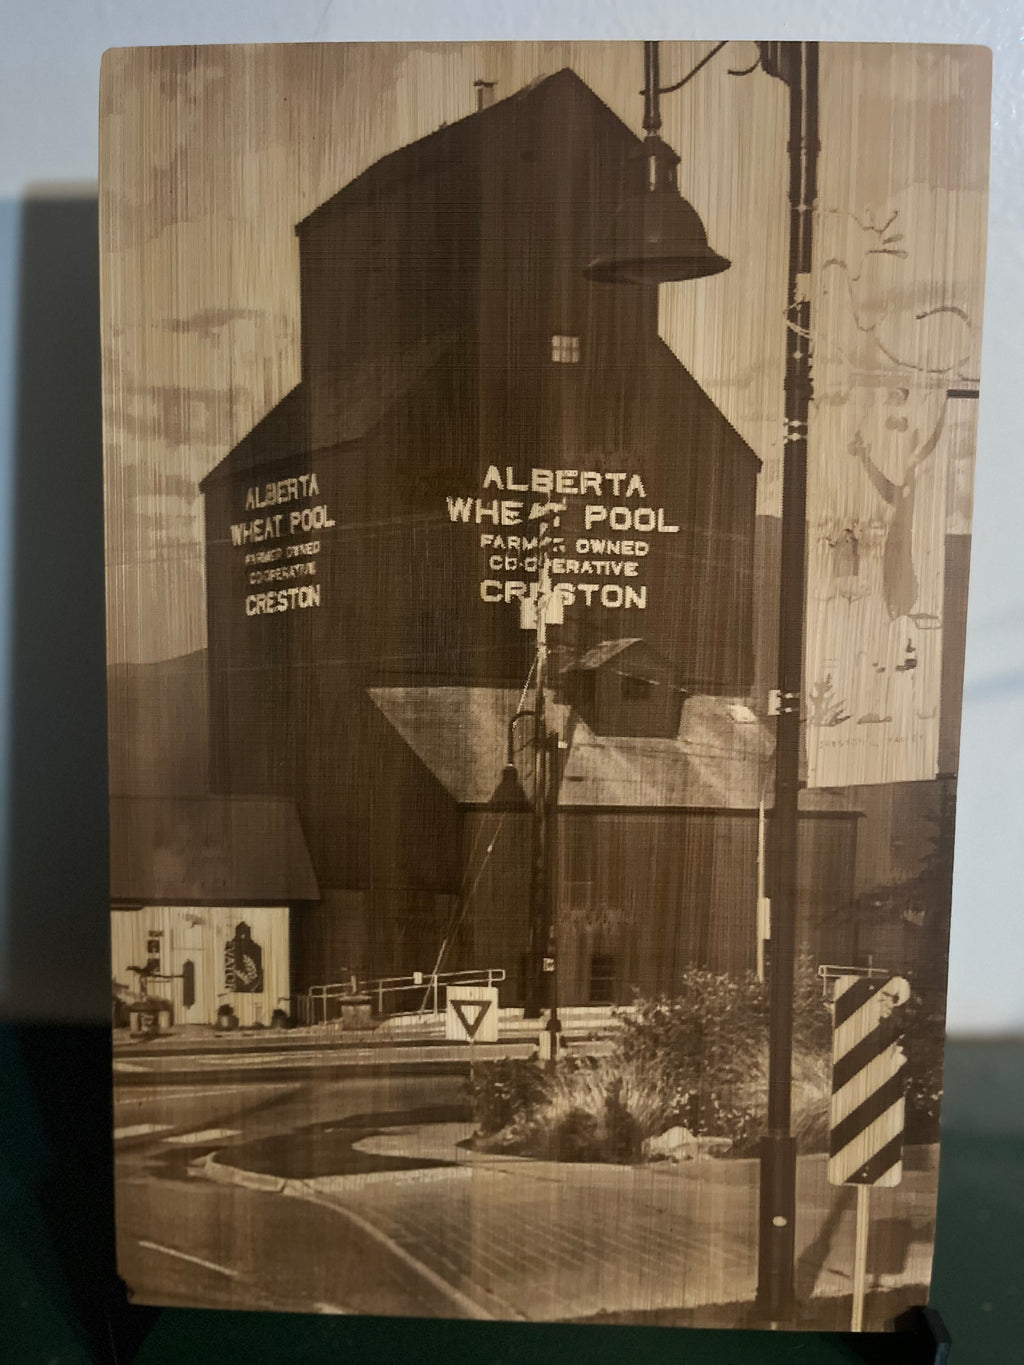 ALBERTA
WHEAT POOL
FARMER OWNED
CO-OPERATIVE
CRESTON
ALBERTA
WHEAT POOL
FARMER OWNED
CO-OPERATIVE
CRESTON